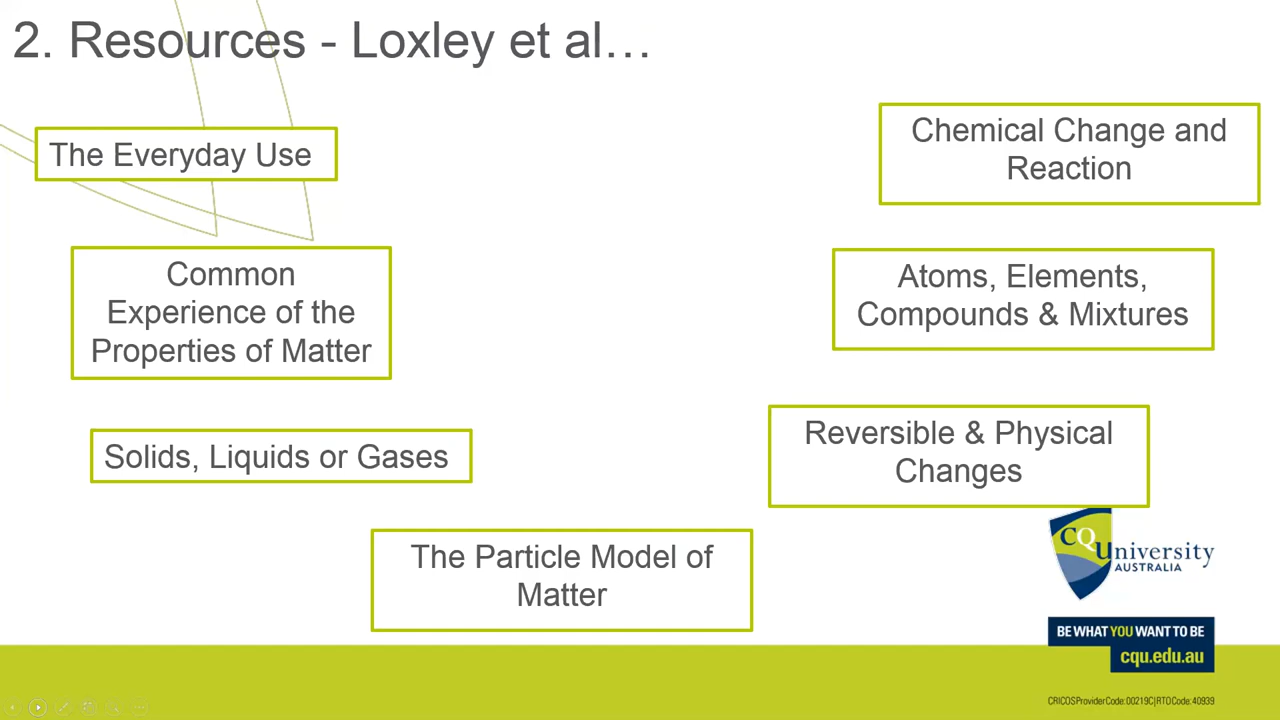 2. Resources - Loxley et al…
The Everyday Use
Common
Experience of the
Properties of Matter
Solids, Liquids or Gases
The Particle Model of
Matter
Reversible & Physical
Changes
Atoms, Elements,
Compounds & Mixtures
Chemical Change and
Reaction
CQUniversity
AUSTRALIA
BE WHAT YOU WANT TO BE
cqu.edu.au
CRICOS Provider Code: 00219C | RTO Code: 40939